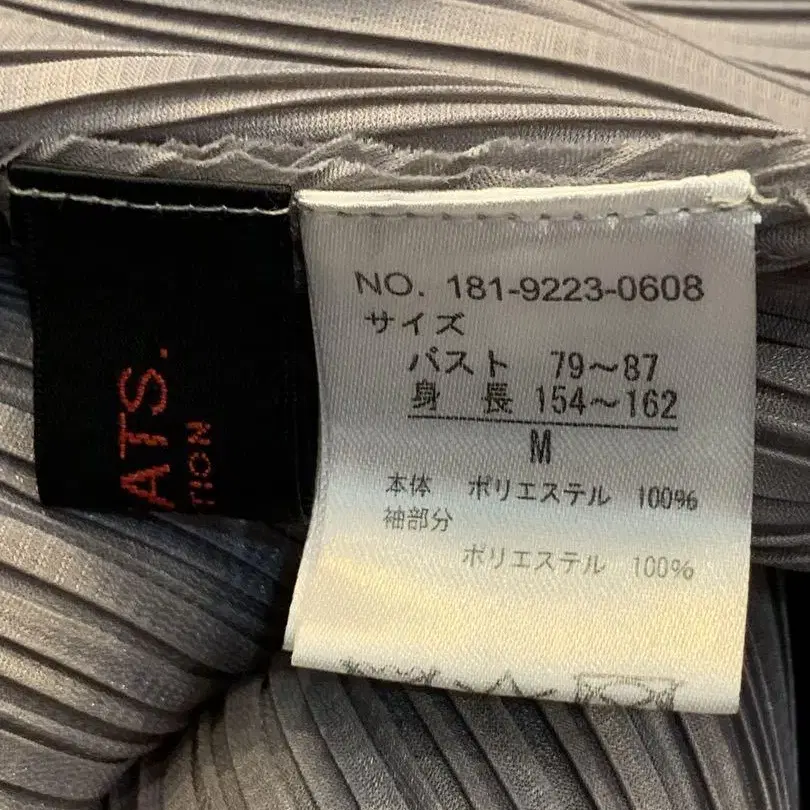 ATS.
TION
NO. 181-9223-0608
サイズ
バスト 79〜87
身 長 154〜162
M
本体 ポリエステル 100%
袖部分
ポリエステル 100%